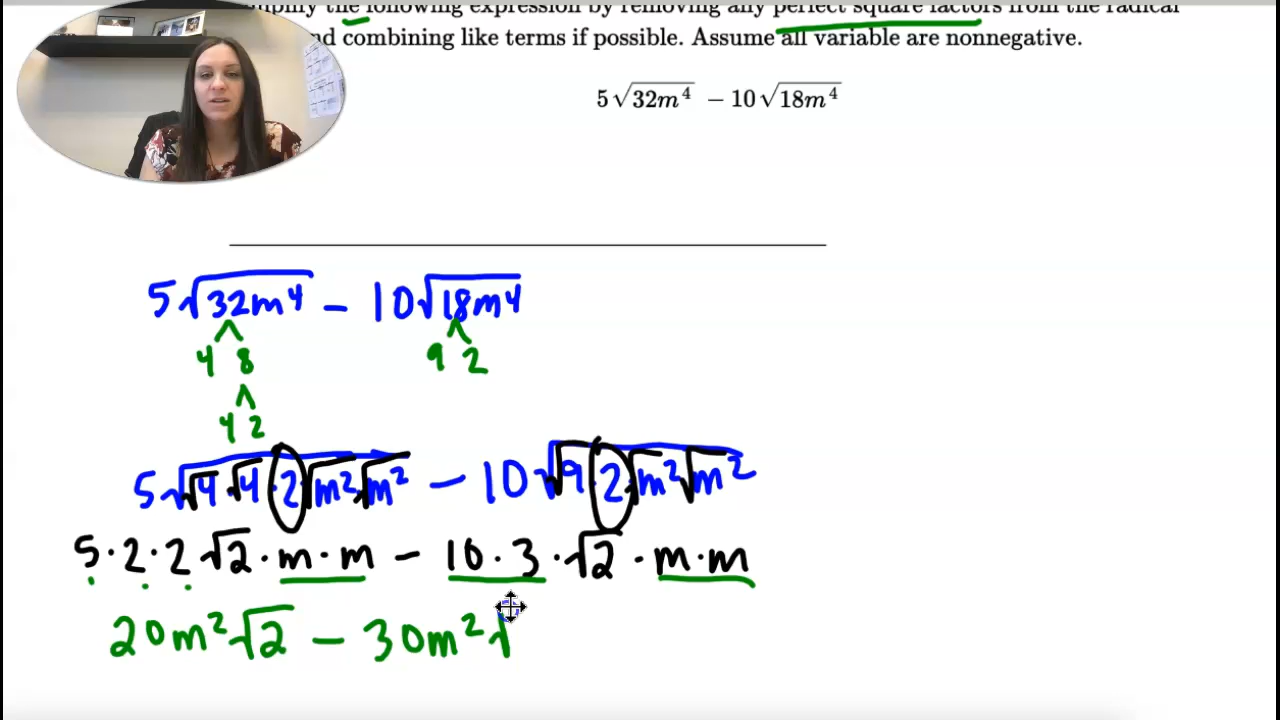 the following expression by removing any perfect square factors from the radical
and combining like terms if possible. Assume all variable are nonnegative.
5√32m⁴ − 10√18m⁴
5√32m⁴ − 10√18m⁴
4 8 9 2
4 2
5√4·√4·2√m²·√m² − 10√9·2·√m²√m²
5·2·2√2·m·m − 10·3·√2·m·m
20m²√2 − 30m²√